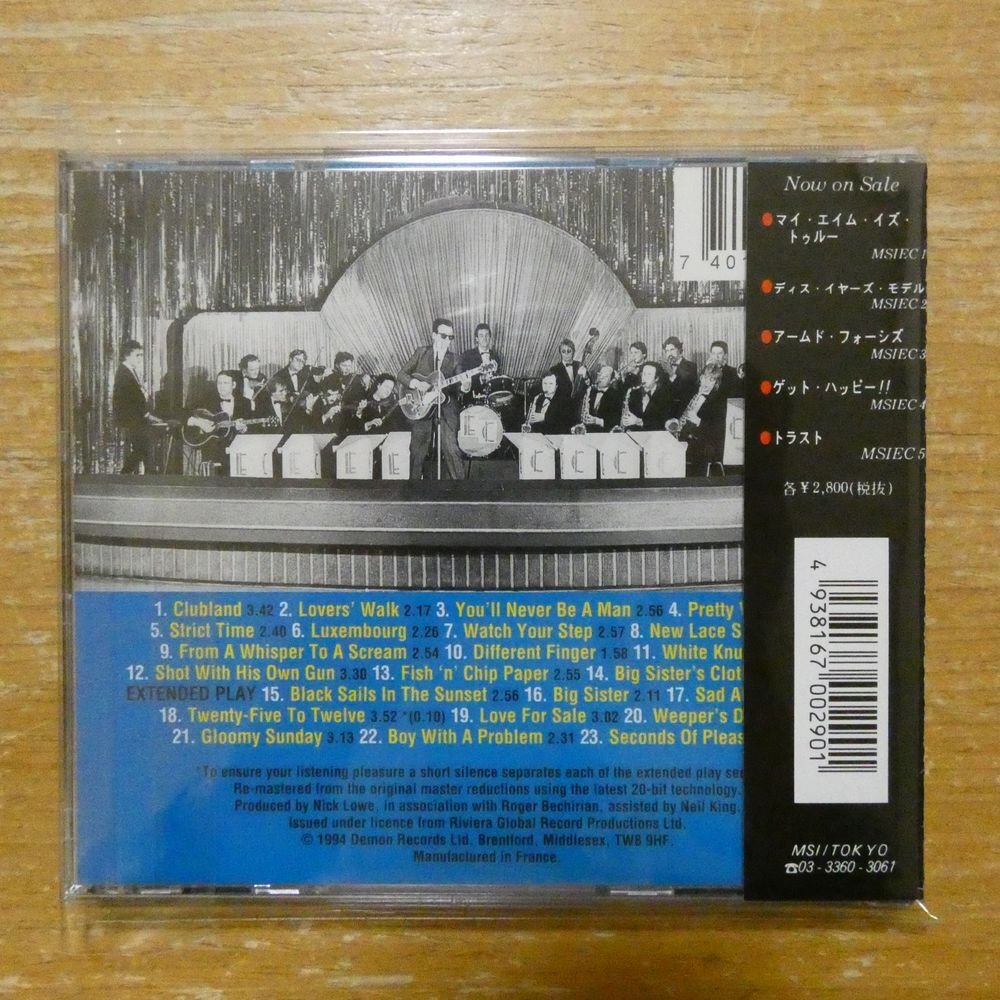 Now on Sale
マイ・エイム・イズ・
トゥルー
MSIEC 1
ディス・イヤーズ・モデル
MSIEC 2
アームド・フォーシズ
MSIEC 3
ゲット・ハッピー!!
MSIEC 4
トラスト
MSIEC 5
各¥2,800(税抜)
4 938167 002901
MSI/TOKYO
☎03-3360-3061
7 401
EC
1. Clubland 3.42 2. Lovers' Walk 2.17 3. You'll Never Be A Man 2.56 4. Pretty
5. Strict Time 2.40 6. Luxembourg 2.26 7. Watch Your Step 2.57 8. New Lace S
9. From A Whisper To A Scream 2.54 10. Different Finger 1.58 11. White Knu
12. Shot With His Own Gun 3.30 13. Fish 'n' Chip Paper 2.55 14. Big Sister's Clot
EXTENDED PLAY 15. Black Sails In The Sunset 2.56 16. Big Sister 2.11 17. Sad A
18. Twenty-Five To Twelve 3.52 *(0.10) 19. Love For Sale 3.02 20. Weeper's D
21. Gloomy Sunday 3.13 22. Boy With A Problem 2.31 23. Seconds Of Pleas
*To ensure your listening pleasure a short silence separates each of the extended play se
Re-mastered from the original master reductions using the latest 20-bit technology.
Produced by Nick Lowe, in association with Roger Bechirian, assisted by Neil King.
Issued under licence from Riviera Global Record Productions Ltd.
© 1994 Demon Records Ltd. Brentford, Middlesex, TW8 9HF.
Manufactured in France.